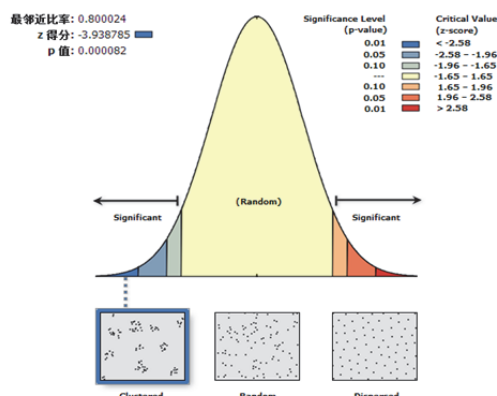 最邻近比率: 0.800024
z 得分: -3.938785
p 值: 0.000082
Significance Level
(p-value)
Critical Value
(z-score)
0.01 < -2.58
0.05 -2.58 – -1.96
0.10 -1.96 – -1.65
--- -1.65 – 1.65
0.10 1.65 – 1.96
0.05 1.96 – 2.58
0.01 > 2.58
(Random)
Significant
Significant
Clustered
Random
Dispersed